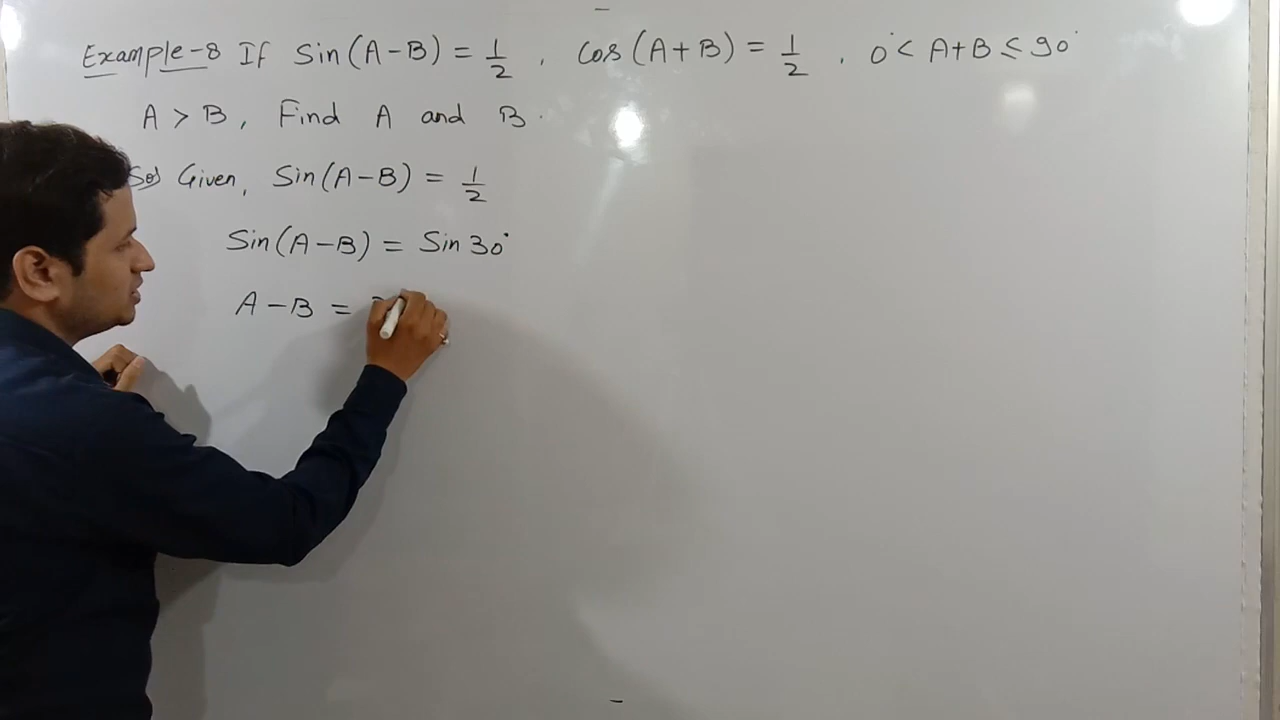 Example-8 If Sin(A-B) = 1/2 , Cos(A+B) = 1/2 , 0° < A+B ≤ 90°
A > B, Find A and B.
Sol Given, Sin(A-B) = 1/2
Sin(A-B) = Sin 30°
A-B =